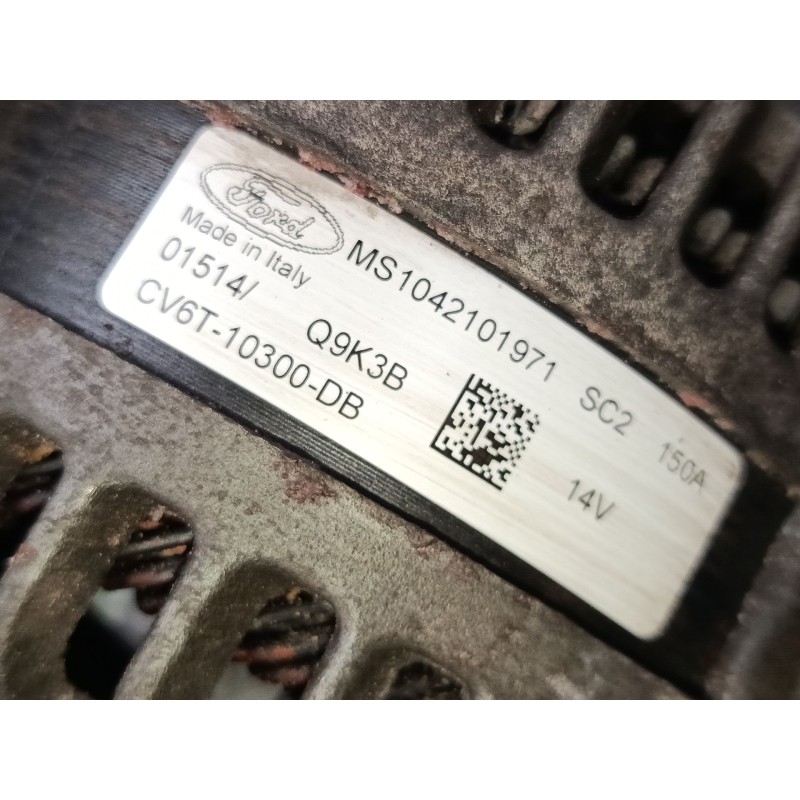 Ford
MS1042101971 SC2 150A
Made in Italy
01514/ Q9K3B 14V
CV6T-10300-DB